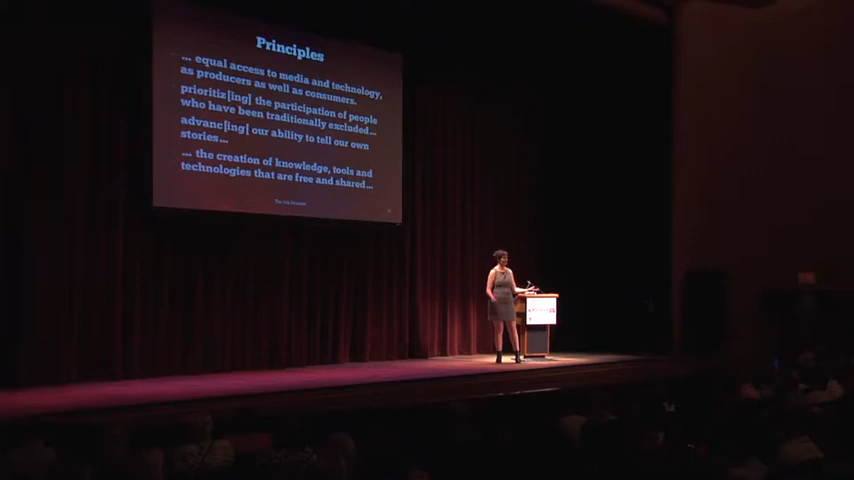 Principles
... equal access to media and technology,
as producers as well as consumers.
prioritiz[ing] the participation of people
who have been traditionally excluded...
advanc[ing] our ability to tell our own
stories...
... the creation of knowledge, tools and
technologies that are free and shared...